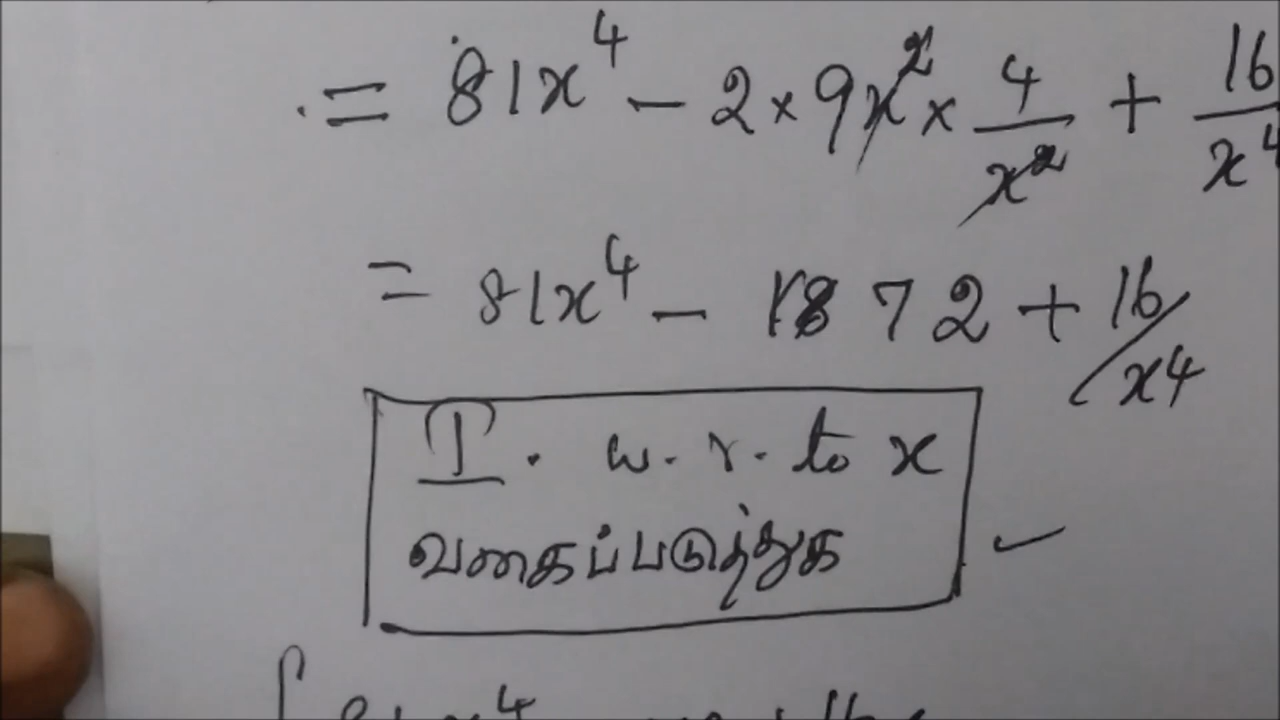 = 81x⁴ - 2 × 9x² × 4/x² + 16/x⁴
= 81x⁴ - 72 + 16/x⁴
I. w.r. to x
வகைப்படுத்துக